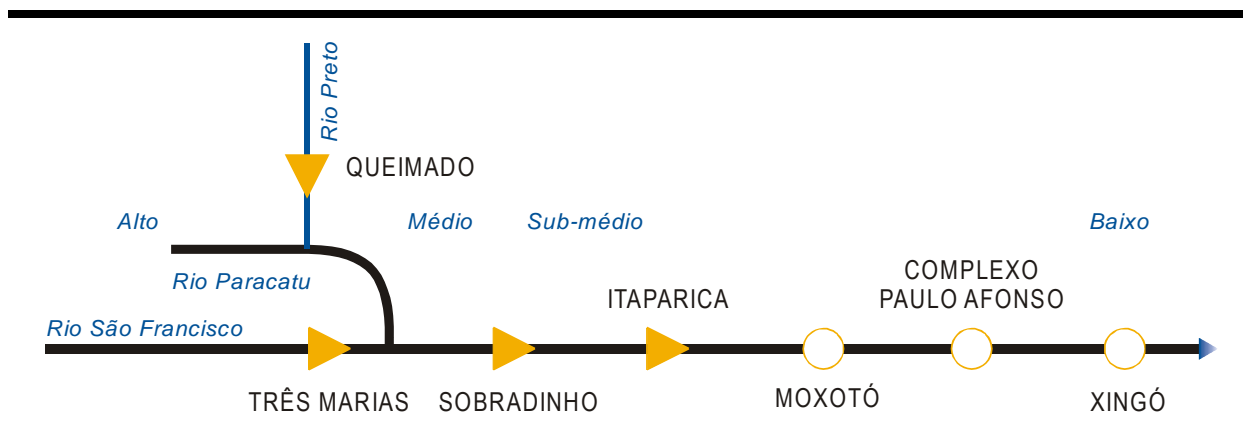 Rio Preto
QUEIMADO
Alto
Médio
Sub-médio
Baixo
Rio Paracatu
COMPLEXO
PAULO AFONSO
ITAPARICA
Rio São Francisco
TRÊS MARIAS
SOBRADINHO
MOXOTÓ
XINGÓ